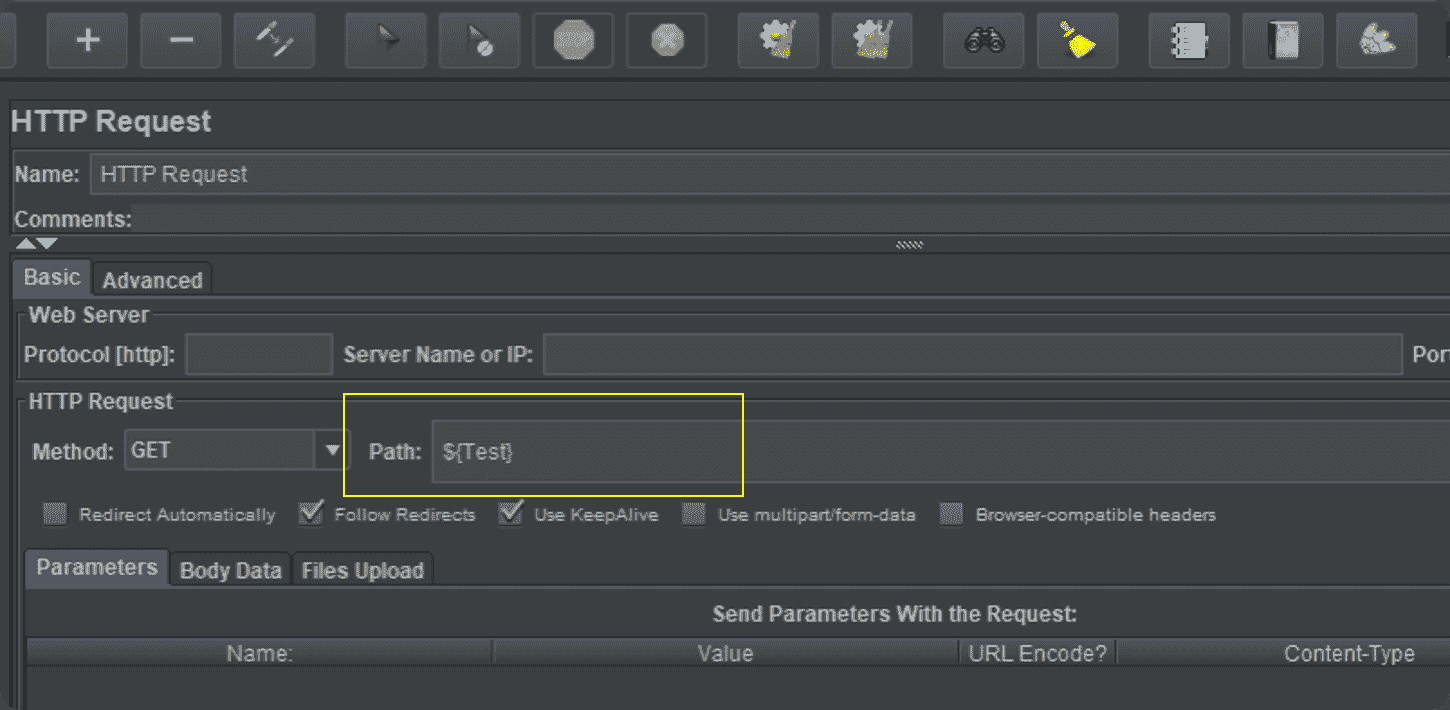 HTTP Request
Name: HTTP Request
Comments:
Basic Advanced
Web Server
Protocol [http]: Server Name or IP: Por
HTTP Request
Method: GET Path: ${Test}
Redirect Automatically Follow Redirects Use KeepAlive Use multipart/form-data Browser-compatible headers
Parameters Body Data Files Upload
Send Parameters With the Request:
Name: Value URL Encode? Content-Type